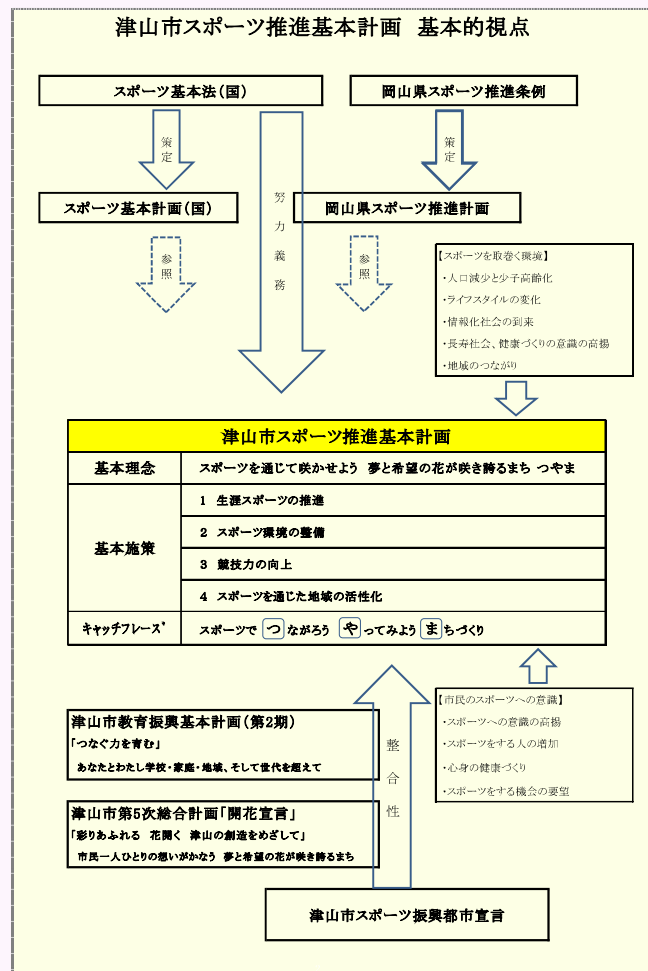 津山市スポーツ推進基本計画 基本的視点
スポーツ基本法(国)
岡山県スポーツ推進条例
策定
策定
努力義務
スポーツ基本計画(国)
岡山県スポーツ推進計画
参照
参照
【スポーツを取巻く環境】
・人口減少と少子高齢化
・ライフスタイルの変化
・情報化社会の到来
・長寿社会、健康づくりの意識の高揚
・地域のつながり
津山市スポーツ推進基本計画
基本理念 スポーツを通じて咲かせよう 夢と希望の花が咲き誇るまち つやま
基本施策
1 生涯スポーツの推進
2 スポーツ環境の整備
3 競技力の向上
4 スポーツを通じた地域の活性化
キャッチフレーズ スポーツで つ ながろう や ってみよう ま ちづくり
【市民のスポーツへの意識】
・スポーツへの意識の高揚
・スポーツをする人の増加
・心身の健康づくり
・スポーツをする機会の要望
整合性
津山市教育振興基本計画(第2期)
「つなぐ力を育む」
あなたとわたし学校・家庭・地域、そして世代を超えて
津山市第5次総合計画「開花宣言」
「彩りあふれる 花開く 津山の創造をめざして」
市民一人ひとりの想いがかなう 夢と希望の花が咲き誇るまち
津山市スポーツ振興都市宣言